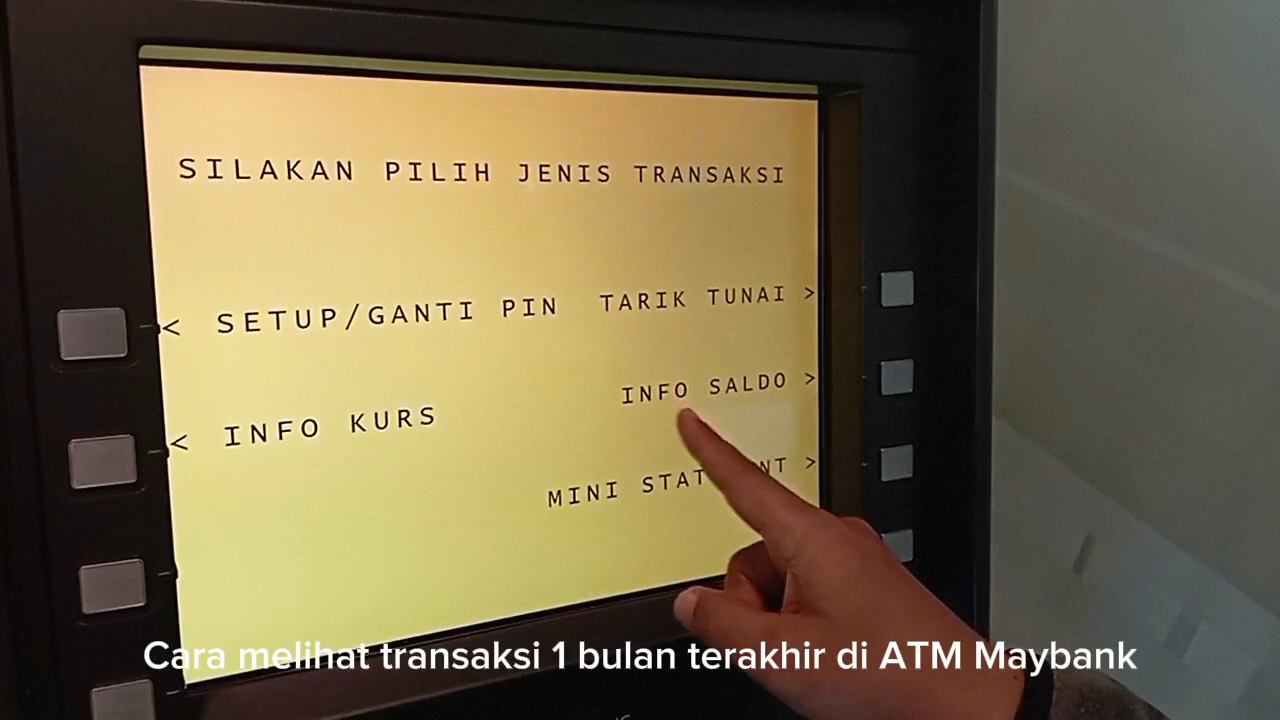 SILAKAN PILIH JENIS TRANSAKSI
< SETUP/GANTI PIN TARIK TUNAI >
INFO SALDO >
< INFO KURS
MINI >
Cara melihat transaksi 1 bulan terakhir di ATM Maybank